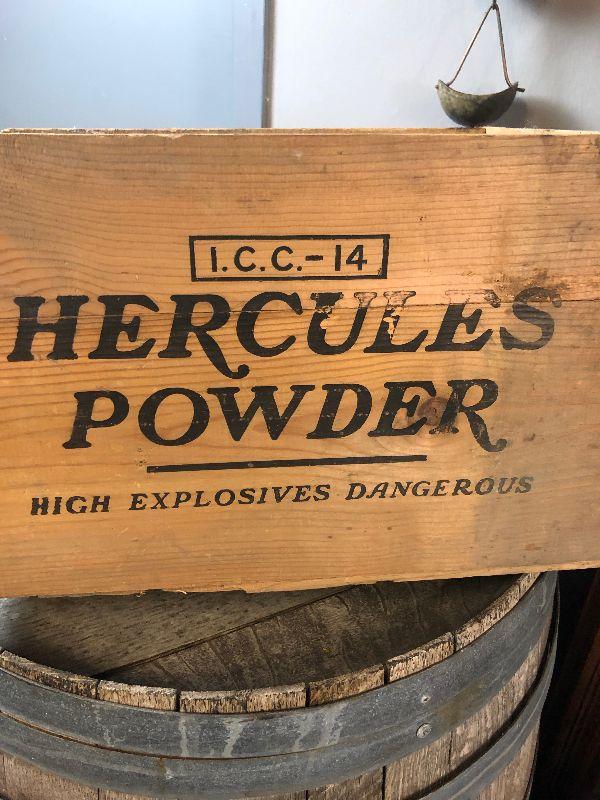 I.C.C.-14
HERCULES
POWDER
HIGH EXPLOSIVES DANGEROUS